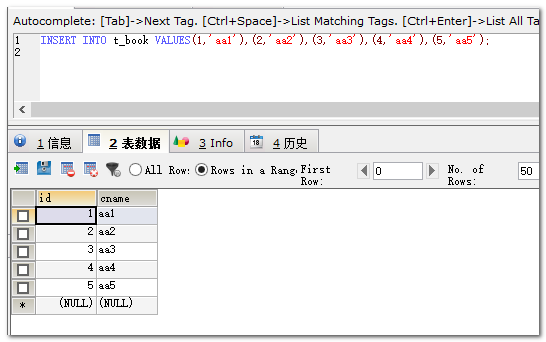 Autocomplete: [Tab]->Next Tag. [Ctrl+Space]->List Matching Tags. [Ctrl+Enter]->List All Ta
1 INSERT INTO t_book VALUES(1,'aa1'),(2,'aa2'),(3,'aa3'),(4,'aa4'),(5,'aa5');
2
1 信息 2 表数据 3 Info 4 历史
All Row: Rows in a Rang First Row: 0 No. of Rows: 50
id cname
1 aa1
2 aa2
3 aa3
4 aa4
5 aa5
* (NULL) (NULL)